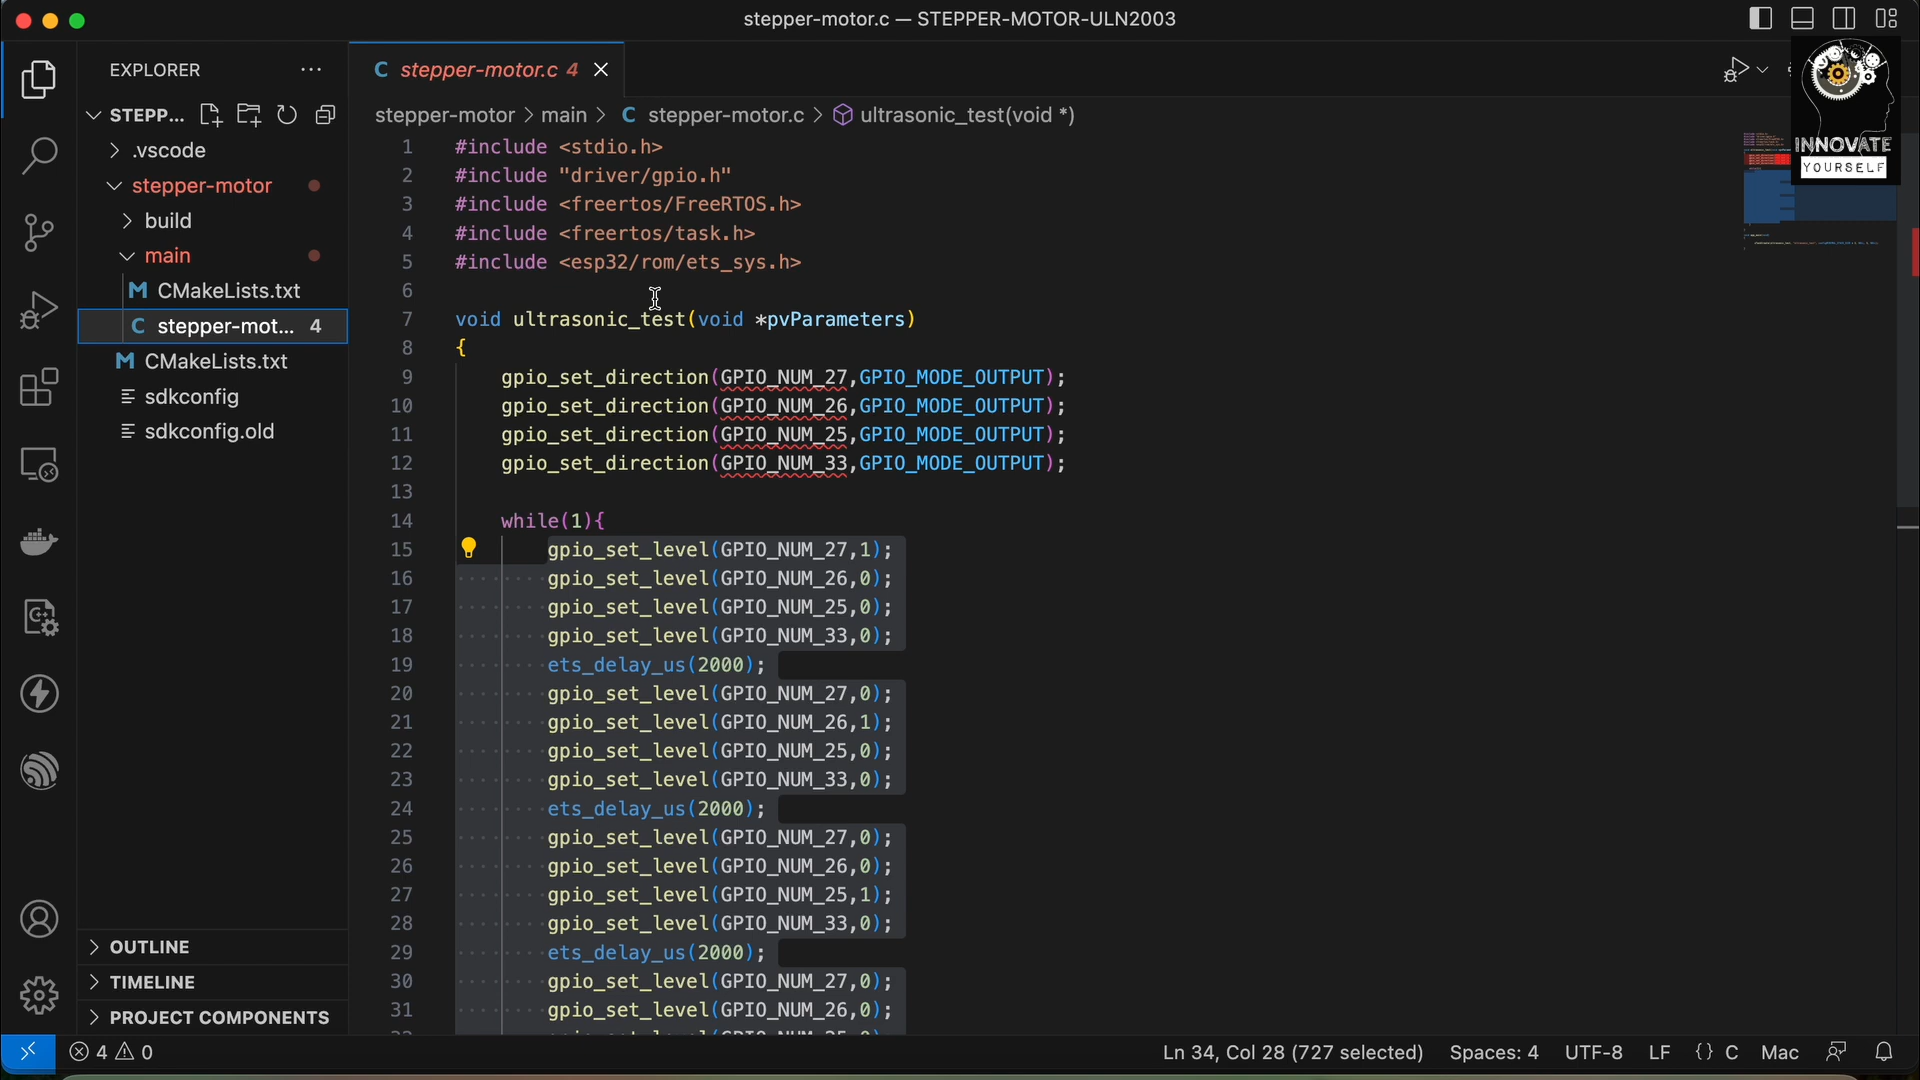 stepper-motor.c — STEPPER-MOTOR-ULN2003
EXPLORER
stepper-motor.c 4
STEPP...
stepper-motor > main > C stepper-motor.c > ultrasonic_test(void *)
INNOVATE
YOURSELF
.vscode
stepper-motor
build
main
M CMakeLists.txt
C stepper-mot... 4
M CMakeLists.txt
sdkconfig
sdkconfig.old
OUTLINE
TIMELINE
PROJECT COMPONENTS
1 #include <stdio.h>
2 #include "driver/gpio.h"
3 #include <freertos/FreeRTOS.h>
4 #include <freertos/task.h>
5 #include <esp32/rom/ets_sys.h>
6
7 void ultrasonic_test(void *pvParameters)
8 {
9 gpio_set_direction(GPIO_NUM_27,GPIO_MODE_OUTPUT);
10 gpio_set_direction(GPIO_NUM_26,GPIO_MODE_OUTPUT);
11 gpio_set_direction(GPIO_NUM_25,GPIO_MODE_OUTPUT);
12 gpio_set_direction(GPIO_NUM_33,GPIO_MODE_OUTPUT);
13
14 while(1){
15 gpio_set_level(GPIO_NUM_27,1);
16 gpio_set_level(GPIO_NUM_26,0);
17 gpio_set_level(GPIO_NUM_25,0);
18 gpio_set_level(GPIO_NUM_33,0);
19 ets_delay_us(2000);
20 gpio_set_level(GPIO_NUM_27,0);
21 gpio_set_level(GPIO_NUM_26,1);
22 gpio_set_level(GPIO_NUM_25,0);
23 gpio_set_level(GPIO_NUM_33,0);
24 ets_delay_us(2000);
25 gpio_set_level(GPIO_NUM_27,0);
26 gpio_set_level(GPIO_NUM_26,0);
27 gpio_set_level(GPIO_NUM_25,1);
28 gpio_set_level(GPIO_NUM_33,0);
29 ets_delay_us(2000);
30 gpio_set_level(GPIO_NUM_27,0);
31 gpio_set_level(GPIO_NUM_26,0);
4 0 Ln 34, Col 28 (727 selected) Spaces: 4 UTF-8 LF {} C Mac